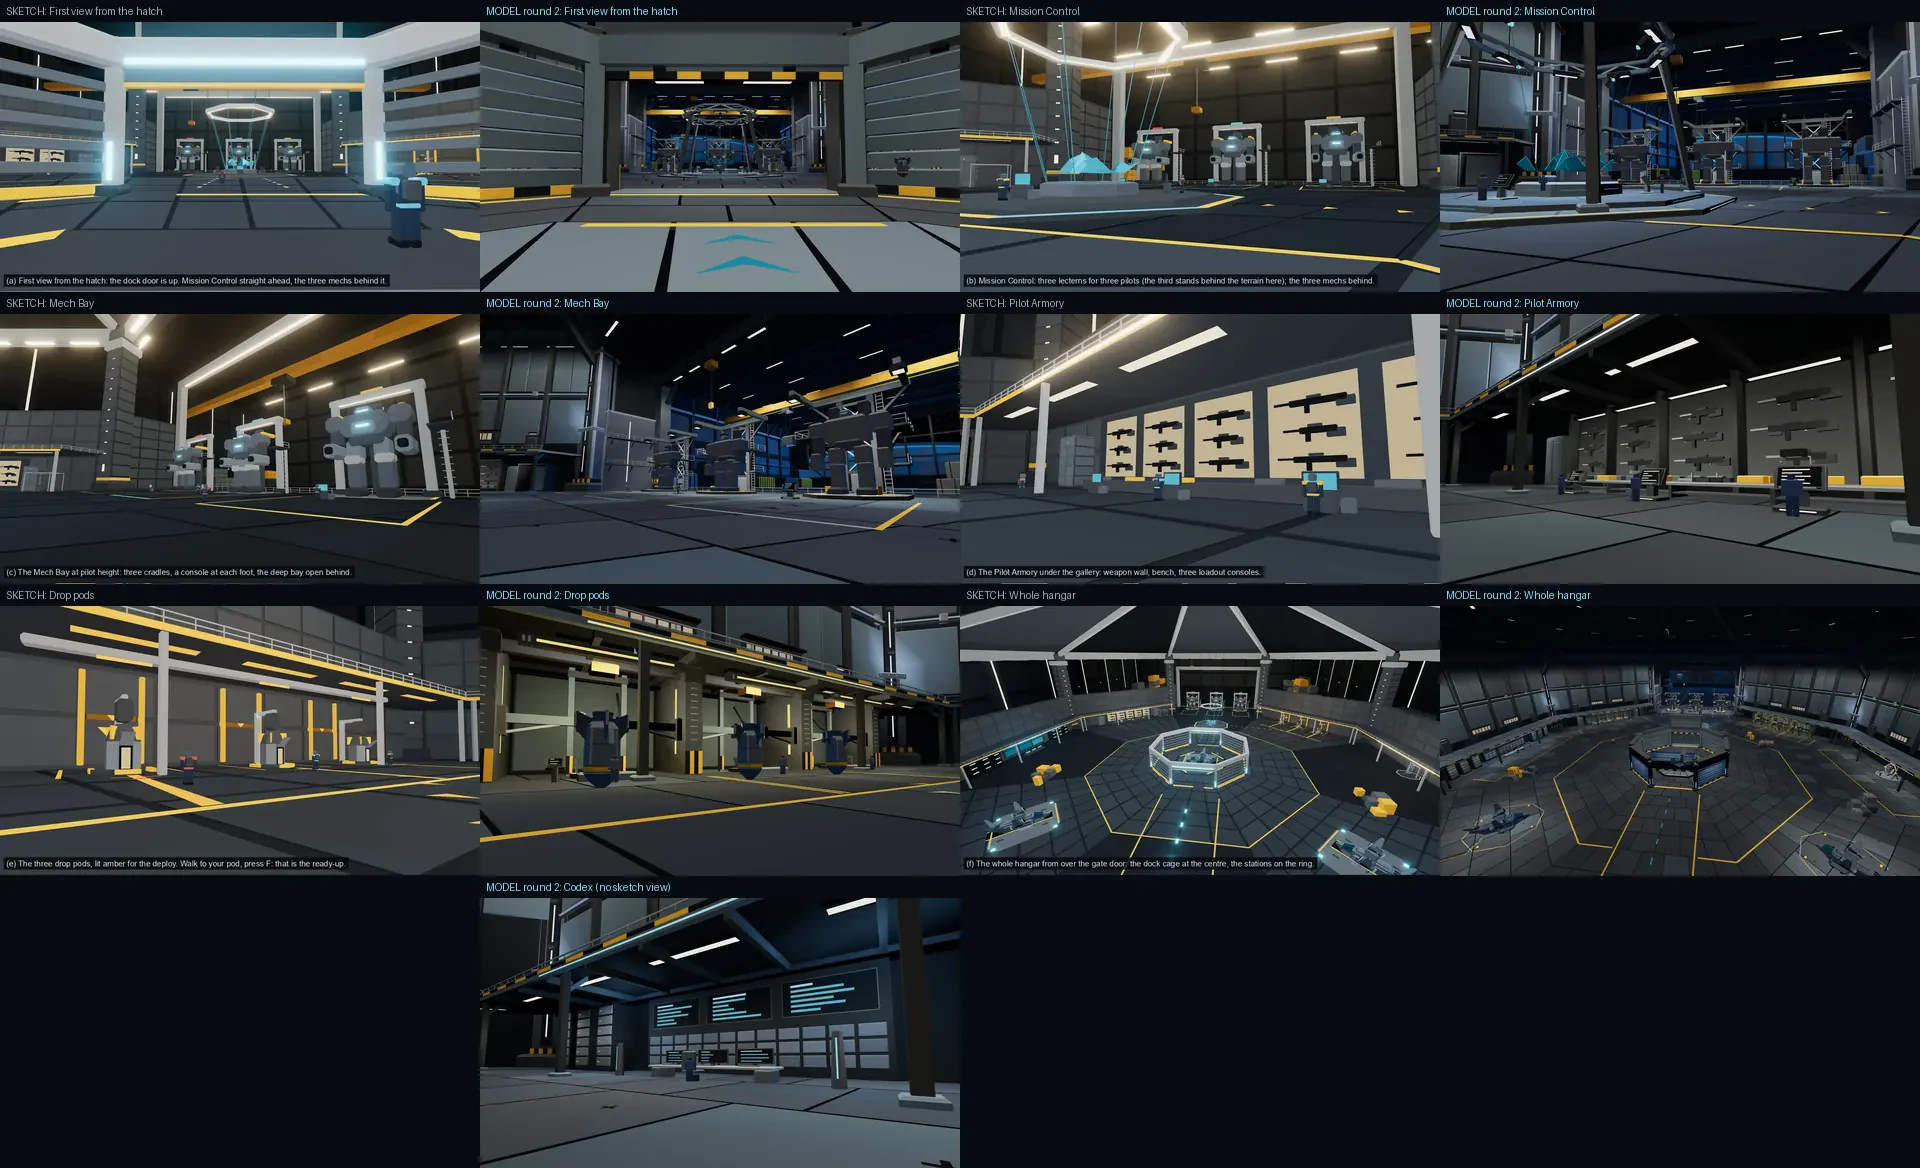 SKETCH: First view from the hatch
MODEL round 2: First view from the hatch
SKETCH: Mission Control
MODEL round 2: Mission Control
(a) First view from the hatch: the dock door is up. Mission Control straight ahead, the three mechs behind it.
(b) Mission Control: three lecterns for three pilots (the third stands behind the terrain here); the three mechs behind.
SKETCH: Mech Bay
MODEL round 2: Mech Bay
SKETCH: Pilot Armory
MODEL round 2: Pilot Armory
(c) The Mech Bay at pilot height: three cradles, a console at each foot, the deep bay open behind.
(d) The Pilot Armory under the gallery: weapon wall, bench, three loadout consoles.
SKETCH: Drop pods
MODEL round 2: Drop pods
SKETCH: Whole hangar
MODEL round 2: Whole hangar
(e) The three drop pods, lit amber for the deploy. Walk to your pod, press F: that is the ready-up.
(f) The whole hangar from over the gate door: the dock cage at the centre, the stations on the ring.
MODEL round 2: Codex (no sketch view)